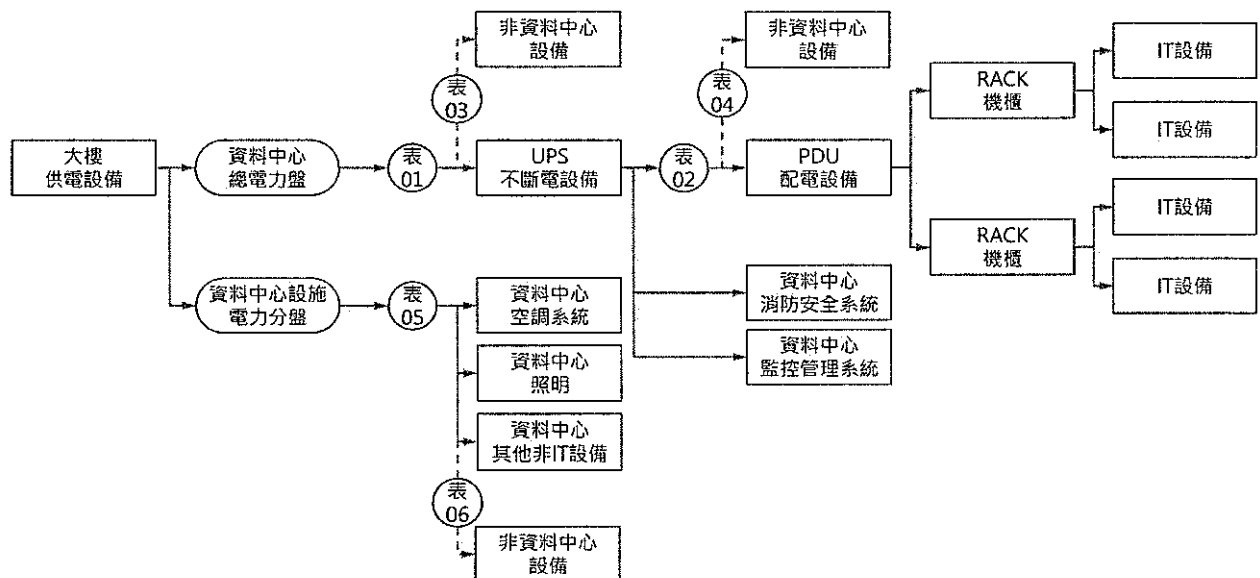 非資料中心
設備
表
03
非資料中心
設備
表
04
RACK
機櫃
IT設備
IT設備
大樓
供電設備
資料中心
總電力盤
表
01
UPS
不斷電設備
表
02
PDU
配電設備
RACK
機櫃
IT設備
IT設備
資料中心設施
電力分盤
表
05
資料中心
空調系統
資料中心
消防安全系統
資料中心
照明
資料中心
監控管理系統
資料中心
其他非IT設備
表
06
非資料中心
設備